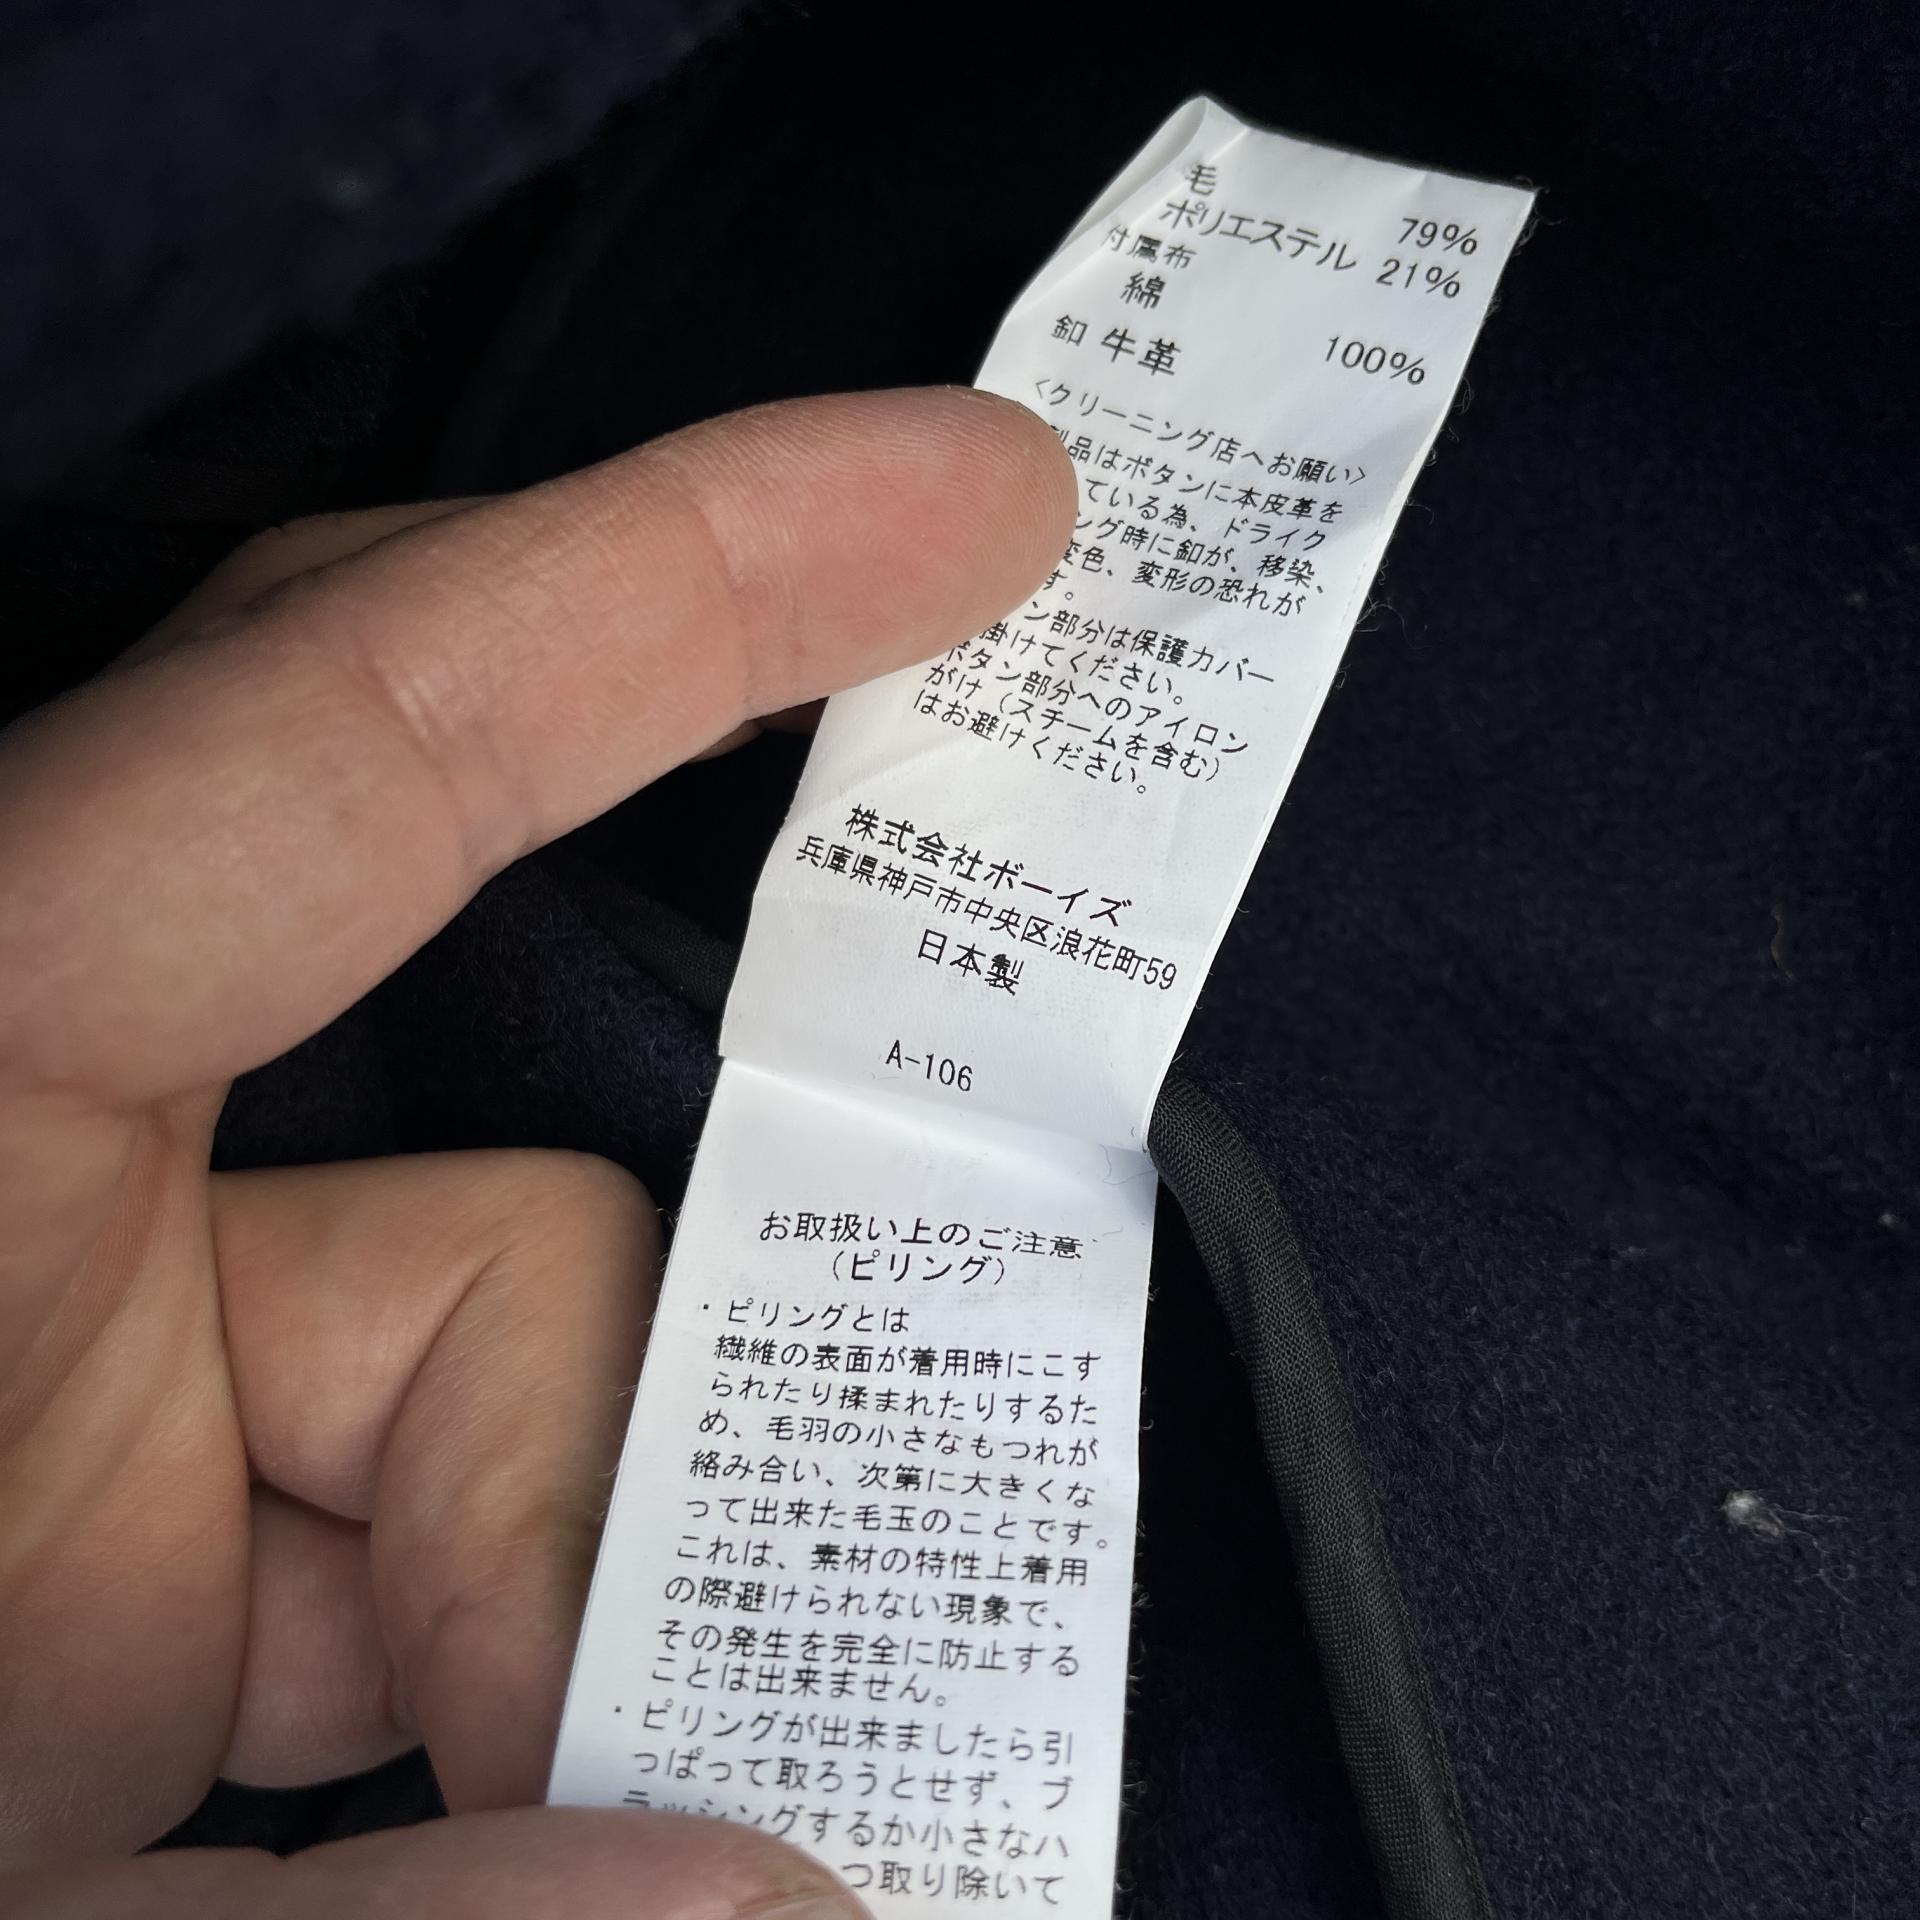 毛 79%
ポリエステル 21%
付属布
綿 100%
釦 牛革
<クリーニング店へお願い>
製品はボタンに本皮革を
ている為、ドライク
ング時に釦が、移染、
変色、変形の恐れが
す。
ン部分は保護カバー
掛けてください。
ボタン部分へのアイロン
がけ(スチームを含む)
はお避けください。
株式会社ボーイズ
兵庫県神戸市中央区浪花町59
日本製
A-106
お取扱い上のご注意
(ピリング)
・ピリングとは
繊維の表面が着用時にこす
られたり揉まれたりするた
め、毛羽の小さなもつれが
絡み合い、次第に大きくな
って出来た毛玉のことです。
これは、素材の特性上着用
の際避けられない現象で、
その発生を完全に防止する
ことは出来ません。
・ピリングが出来ましたら引
っぱって取ろうとせず、ブ
ラッシングするか小さなハ
つ取り除いて